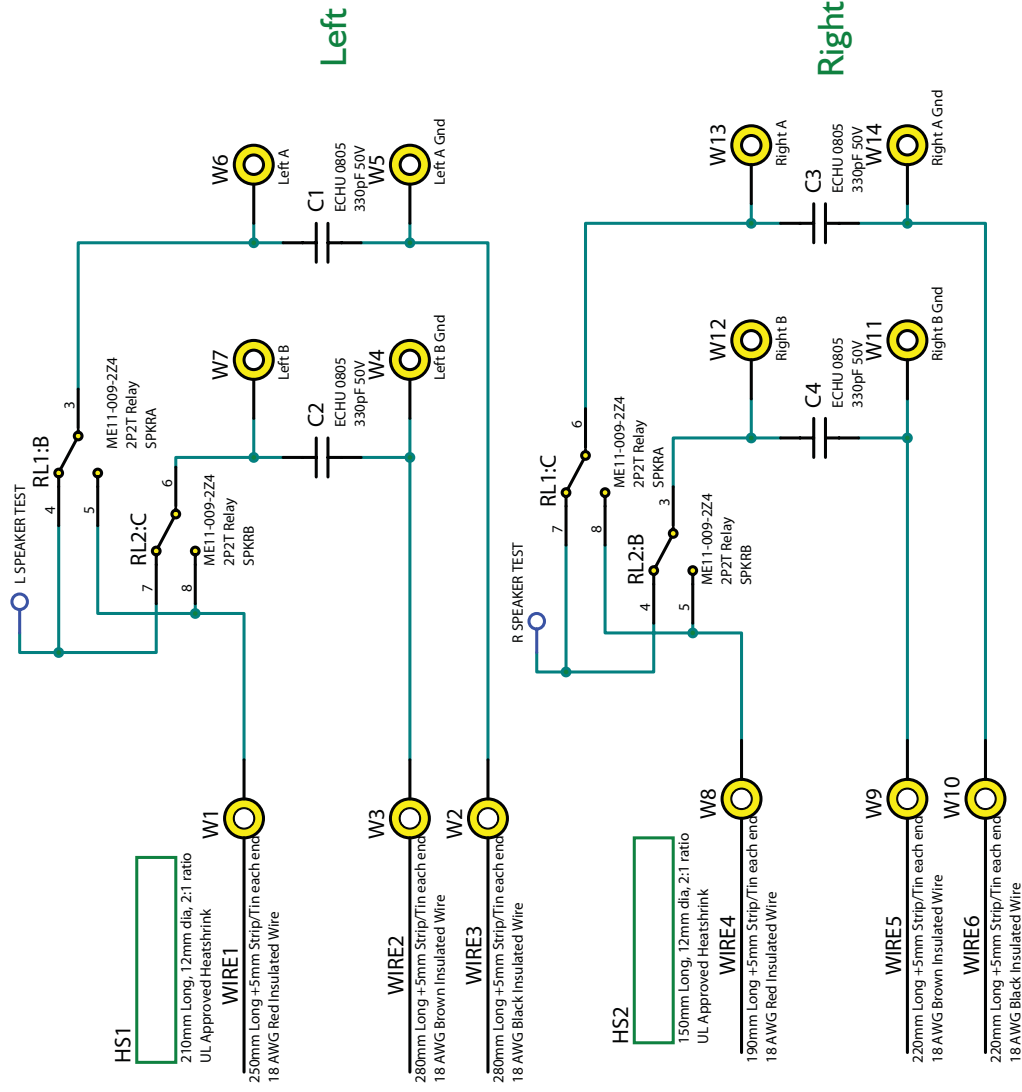 Left
L SPEAKER TEST
RL1:B
3
4
5
ME11-009-2Z4
2P2T Relay
SPKRA
RL2:C
6
7
8
ME11-009-2Z4
2P2T Relay
SPKRB
W6
Left A
C1
ECHU 0805
330pF 50V
W5
Left A Gnd
W7
Left B
C2
ECHU 0805
330pF 50V
W4
Left B Gnd
HS1
210mm Long, 12mm dia, 2:1 ratio
UL Approved Heatshrink
W1
WIRE1
250mm Long +5mm Strip/Tin each end
18 AWG Red Insulated Wire
W3
WIRE2
280mm Long +5mm Strip/Tin each end
18 AWG Brown Insulated Wire
W2
WIRE3
280mm Long +5mm Strip/Tin each end
18 AWG Black Insulated Wire
Right
R SPEAKER TEST
RL1:C
6
7
8
ME11-009-2Z4
2P2T Relay
SPKRA
RL2:B
3
4
5
ME11-009-2Z4
2P2T Relay
SPKRB
W13
Right A
C3
ECHU 0805
330pF 50V
W14
Right A Gnd
W12
Right B
C4
ECHU 0805
330pF 50V
W11
Right B Gnd
HS2
150mm Long, 12mm dia, 2:1 ratio
UL Approved Heatshrink
W8
WIRE4
190mm Long +5mm Strip/Tin each end
18 AWG Red Insulated Wire
W9
WIRE5
220mm Long +5mm Strip/Tin each end
18 AWG Brown Insulated Wire
W10
WIRE6
220mm Long +5mm Strip/Tin each end
18 AWG Black Insulated Wire